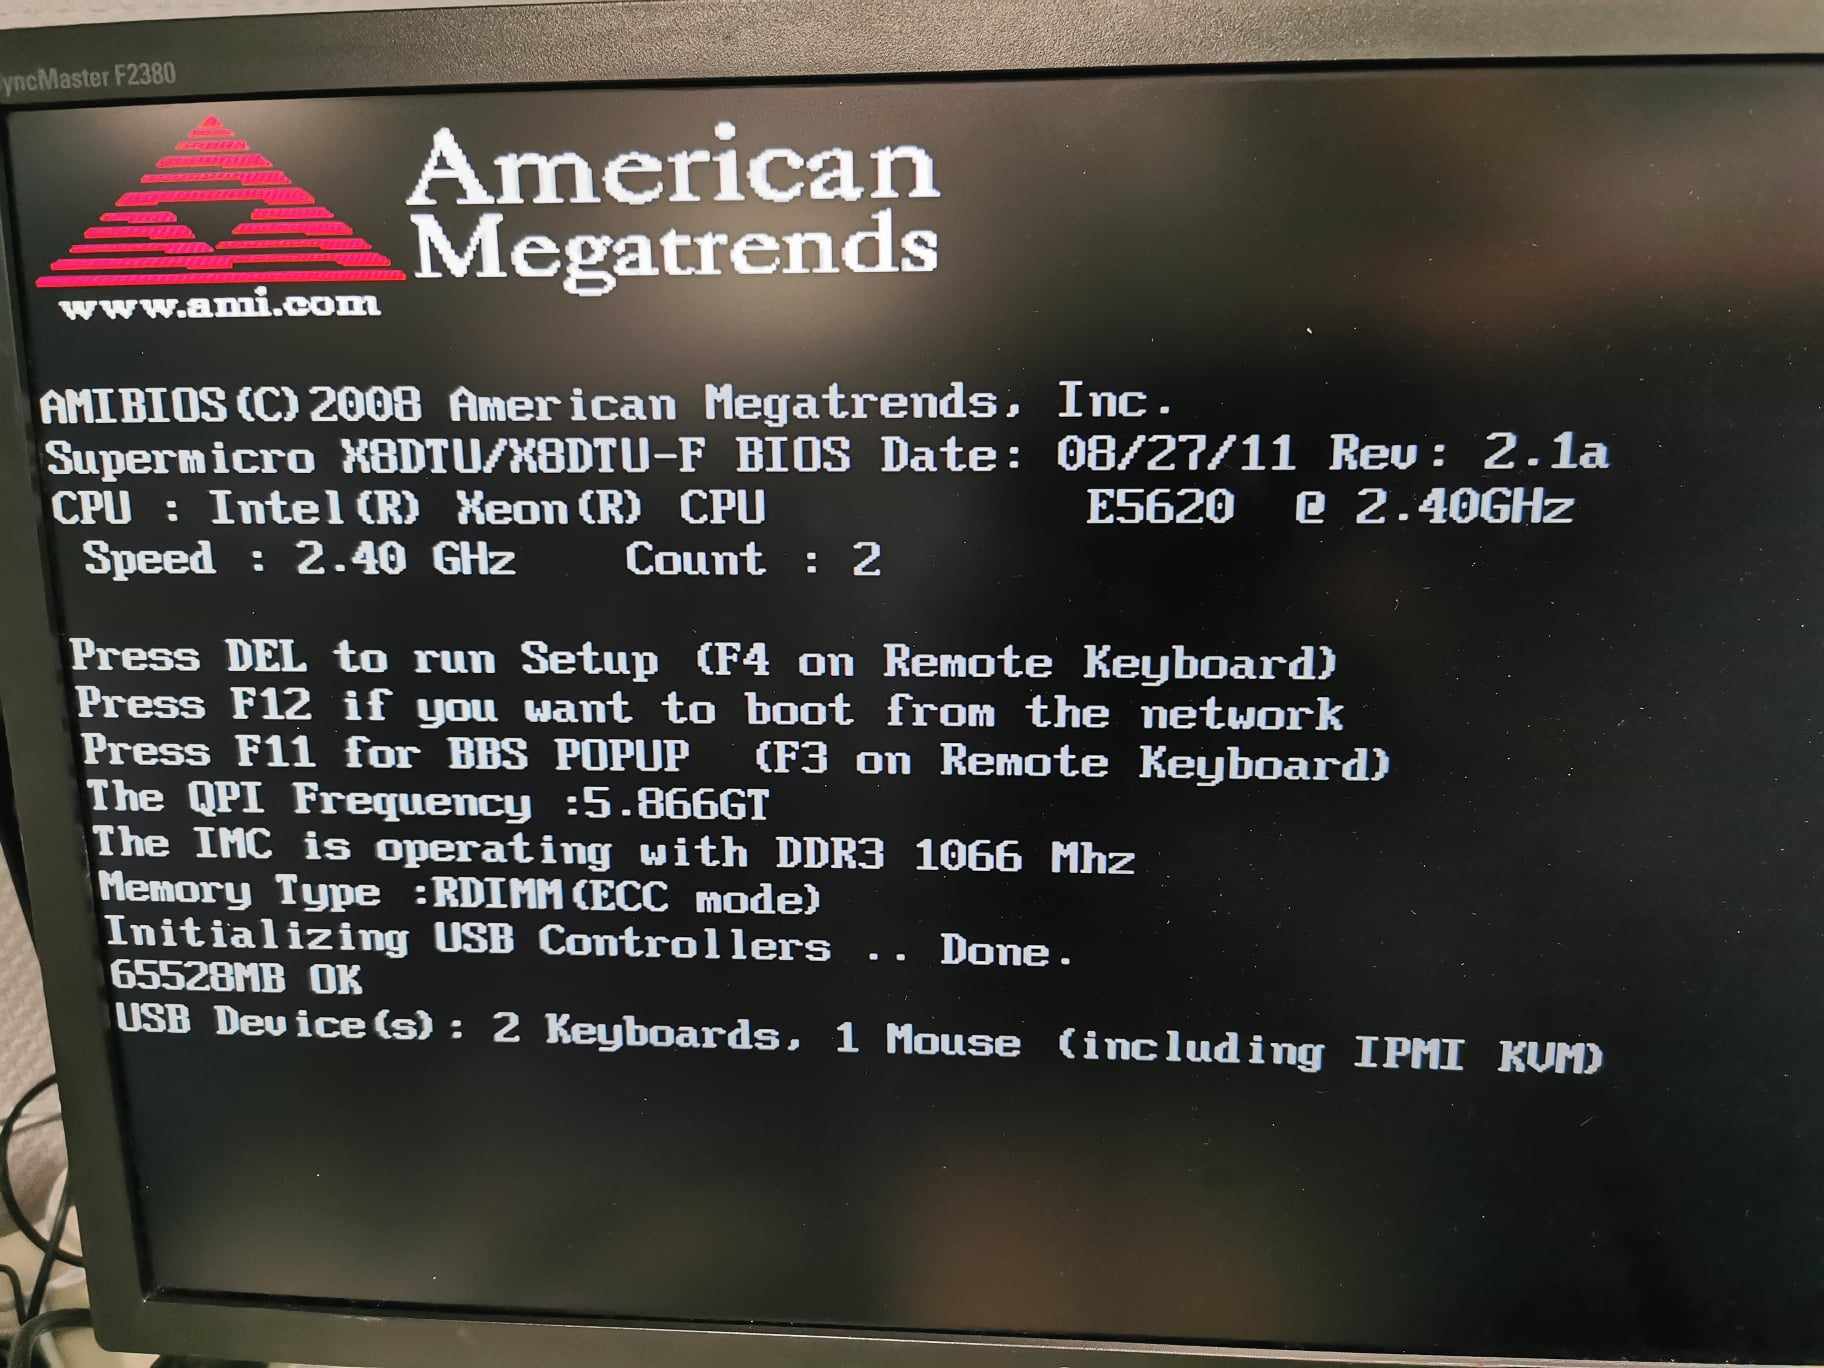 yncMaster F2380
American
Megatrends
www.ami.com
AMIBIOS(C)2008 American Megatrends, Inc.
Supermicro X8DTU/X8DTU-F BIOS Date: 08/27/11 Rev: 2.1a
CPU : Intel(R) Xeon(R) CPU E5620 @ 2.40GHz
Speed : 2.40 GHz Count : 2
Press DEL to run Setup (F4 on Remote Keyboard)
Press F12 if you want to boot from the network
Press F11 for BBS POPUP (F3 on Remote Keyboard)
The QPI Frequency :5.866GT
The IMC is operating with DDR3 1066 Mhz
Memory Type :RDIMM(ECC mode)
Initializing USB Controllers .. Done.
65528MB OK
USB Device(s): 2 Keyboards, 1 Mouse (including IPMI KVM)